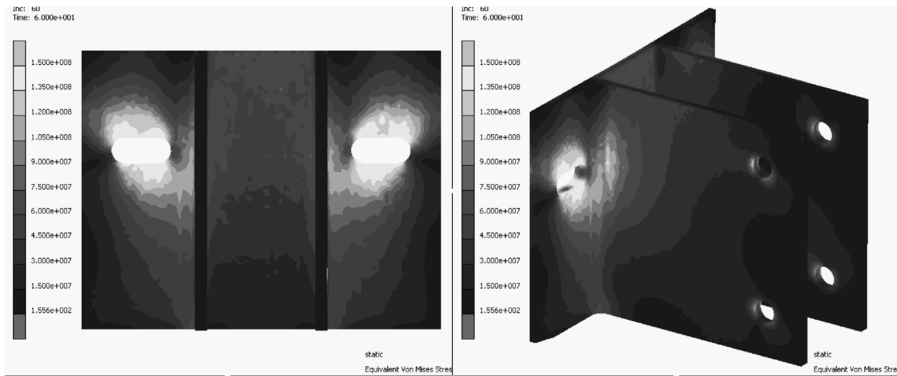 Inc: 60
Time: 6.000e+001
1.500e+008
1.350e+008
1.200e+008
1.050e+008
9.000e+007
7.500e+007
6.000e+007
4.500e+007
3.000e+007
1.500e+007
1.556e+002
static
Equivalent Von Mises Stres
Inc: 60
Time: 6.000e+001
1.500e+008
1.350e+008
1.200e+008
1.050e+008
9.000e+007
7.500e+007
6.000e+007
4.500e+007
3.000e+007
1.500e+007
1.556e+002
static
Equivalent Von Mises Stres